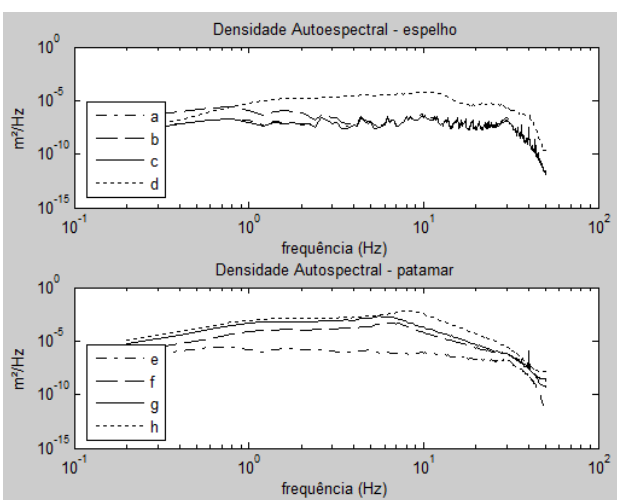 Densidade Autoespectral - espelho
10^0
10^-5
10^-10
10^-15
m²/Hz
a
b
c
d
10^-1
10^0
10^1
10^2
frequência (Hz)
Densidade Autospectral - patamar
10^0
10^-5
10^-10
10^-15
m²/Hz
e
f
g
h
10^-1
10^0
10^1
10^2
frequência (Hz)